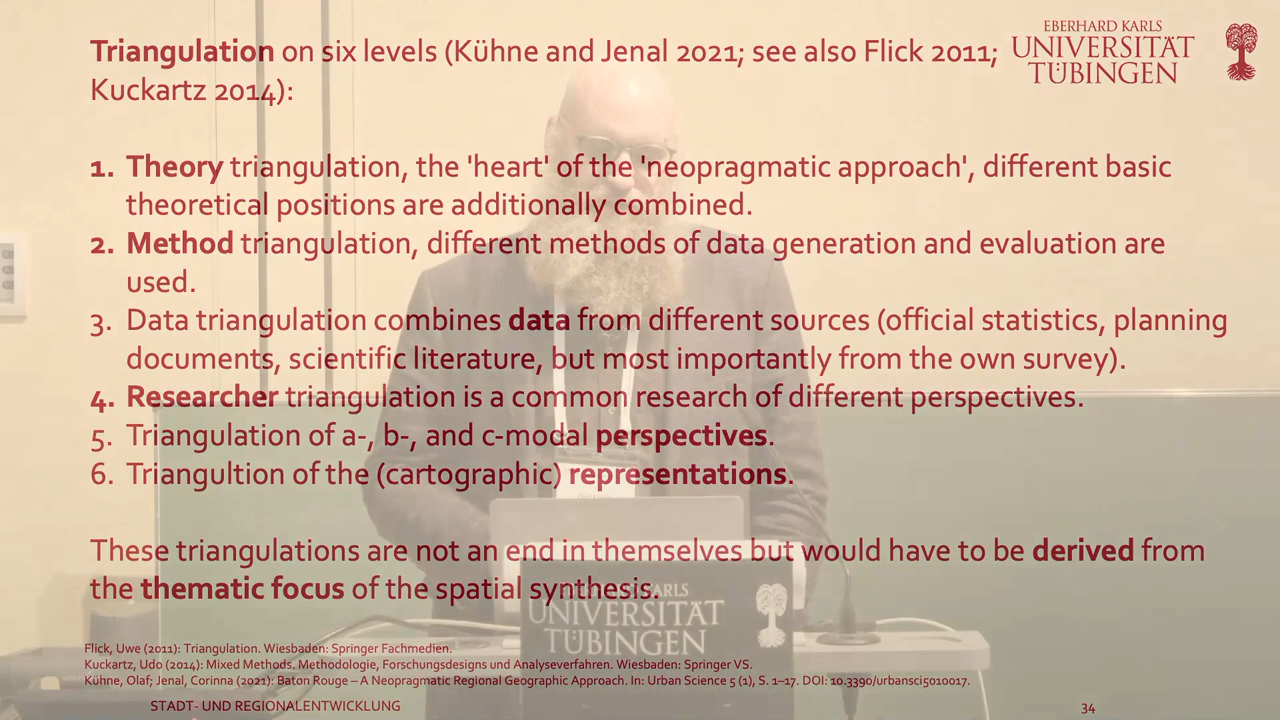 Triangulation on six levels (Kühne and Jenal 2021; see also Flick 2011;
Kuckartz 2014):
EBERHARD KARLS
UNIVERSITÄT
TÜBINGEN
1. Theory triangulation, the 'heart' of the 'neopragmatic approach', different basic
theoretical positions are additionally combined.
2. Method triangulation, different methods of data generation and evaluation are
used.
3. Data triangulation combines data from different sources (official statistics, planning
documents, scientific literature, but most importantly from the own survey).
4. Researcher triangulation is a common research of different perspectives.
5. Triangulation of a-, b-, and c-modal perspectives.
6. Triangultion of the (cartographic) representations.
These triangulations are not an end in themselves but would have to be derived from
the thematic focus of the spatial synthesis.
EBERHARD KARLS
UNIVERSITÄT
TÜBINGEN
Flick, Uwe (2011): Triangulation. Wiesbaden: Springer Fachmedien.
Kuckartz, Udo (2014): Mixed Methods. Methodologie, Forschungsdesigns und Analyseverfahren. Wiesbaden: Springer VS.
Kühne, Olaf; Jenal, Corinna (2021): Baton Rouge – A Neopragmatic Regional Geographic Approach. In: Urban Science 5 (1), S. 1–17. DOI: 10.3390/urbansci5010017.
STADT- UND REGIONALENTWICKLUNG
34